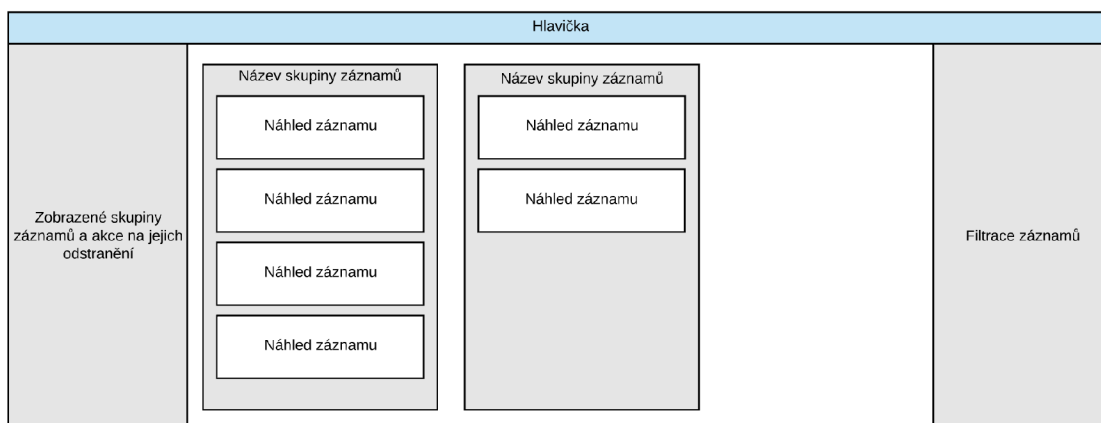 Hlavička
Zobrazené skupiny
záznamů a akce na jejich
odstranění
Název skupiny záznamů
Náhled záznamu
Náhled záznamu
Náhled záznamu
Náhled záznamu
Název skupiny záznamů
Náhled záznamu
Náhled záznamu
Filtrace záznamů